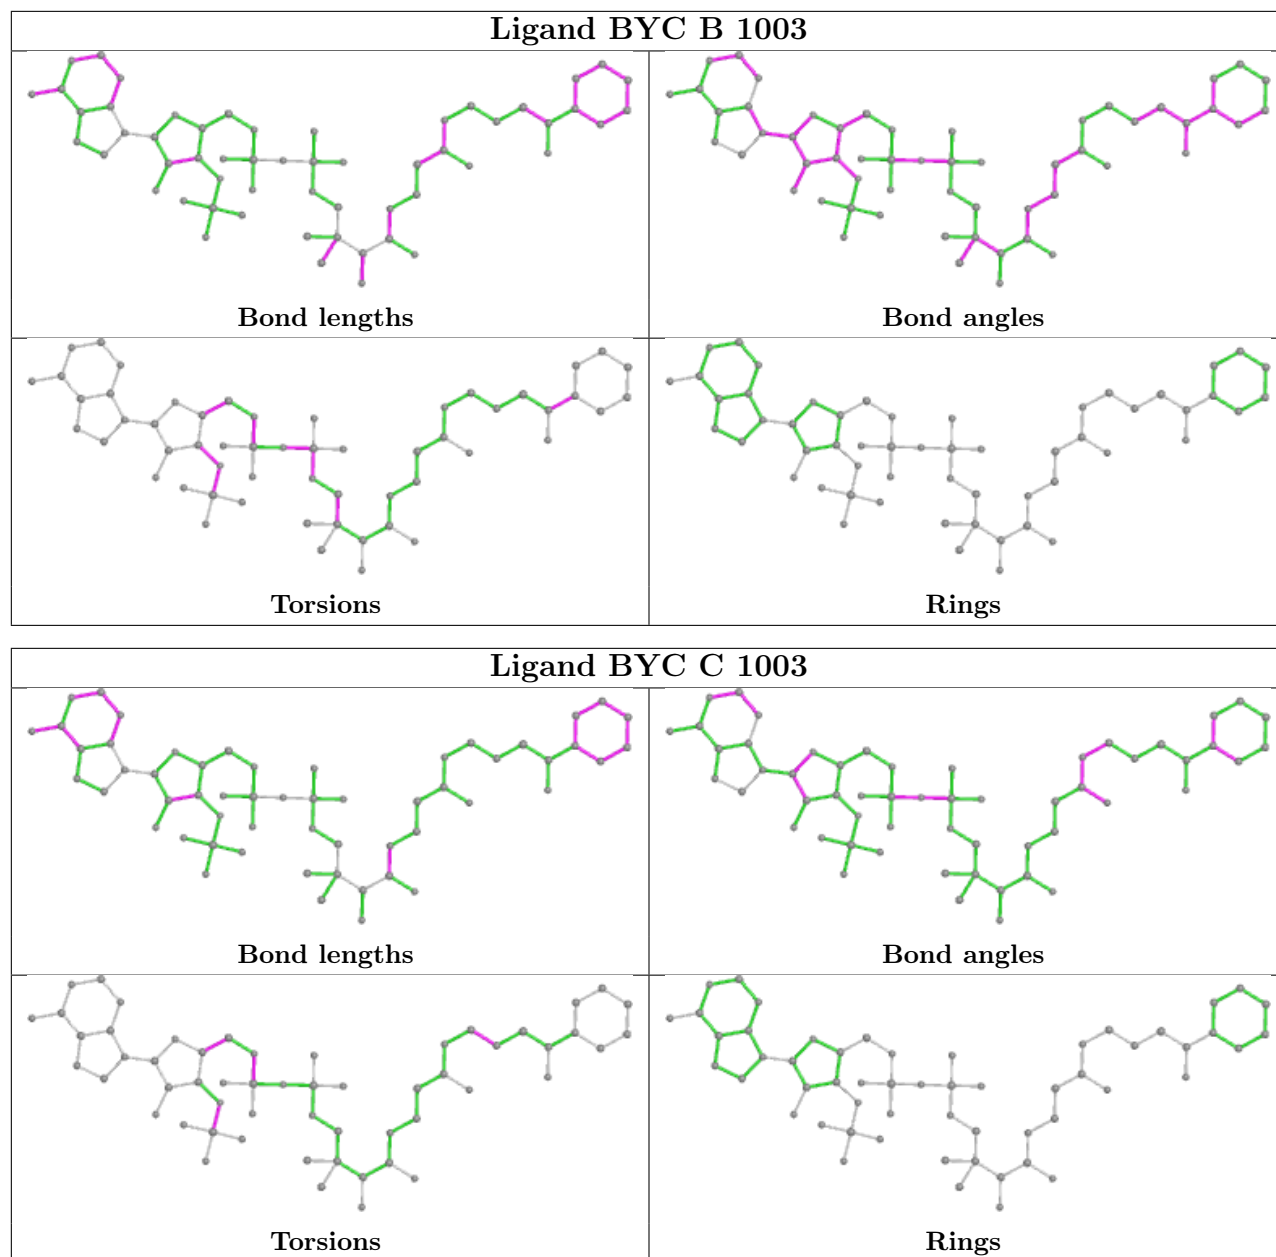 Ligand BYC B 1003
Bond lengths
Bond angles
Torsions
Rings
Ligand BYC C 1003
Bond lengths
Bond angles
Torsions
Rings